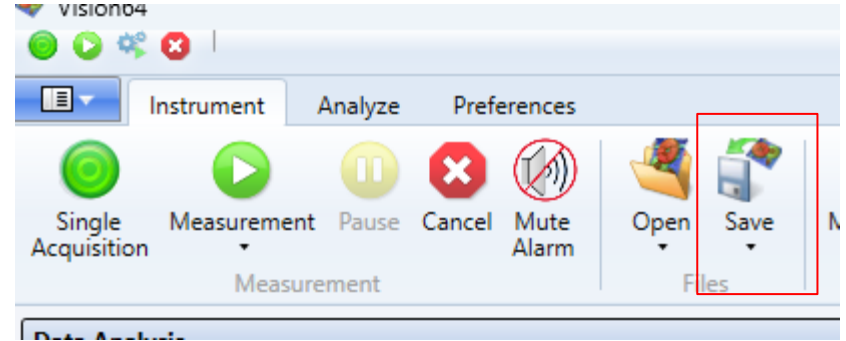 Vision64
Instrument Analyze Preferences
Single Acquisition
Measurement
Pause
Cancel
Mute Alarm
Open
Save
M
Measurement
Files
Data Analysis